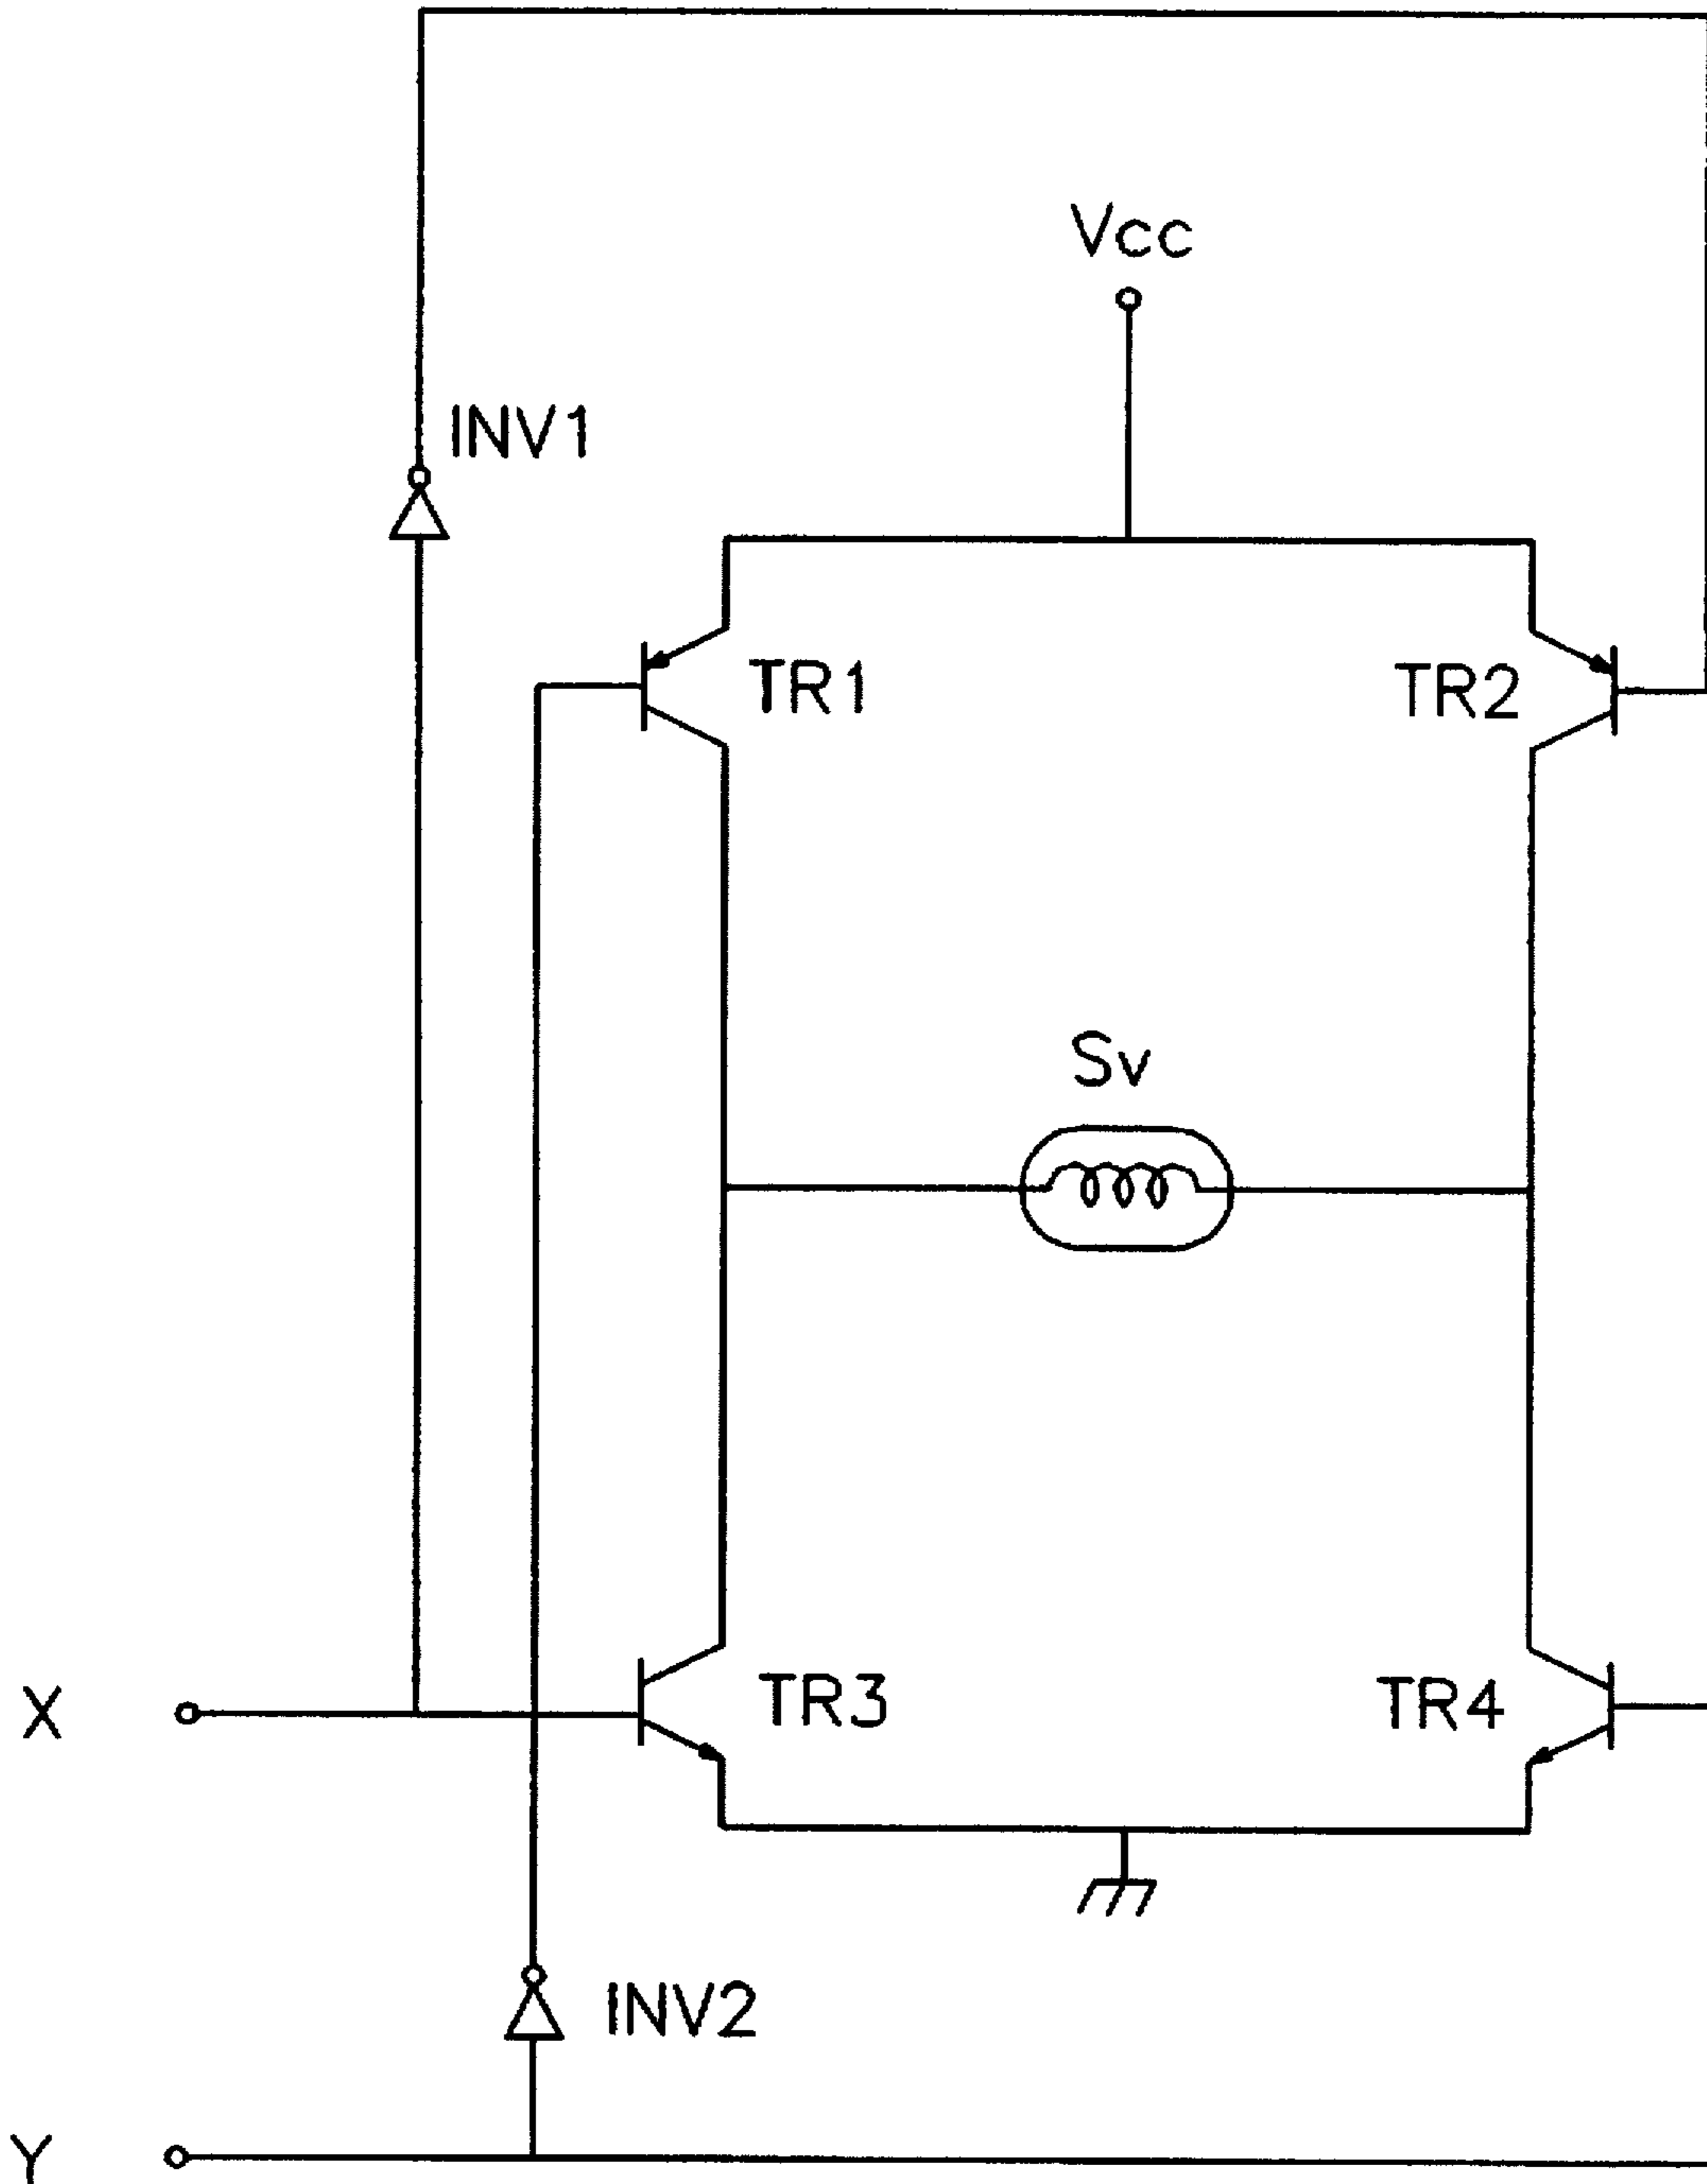 Vcc
INV1
TR1
TR2
Sv
TR3
TR4
X
INV2
Y